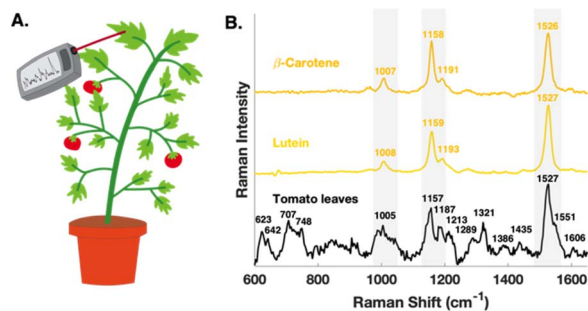 A.
B.
β-Carotene
1007
1158
1191
1526
Lutein
1008
1159
1193
1527
Tomato leaves
623
642
707
748
1005
1157
1187
1213
1289
1321
1386
1435
1527
1551
1606
Raman Intensity
600 800 1000 1200 1400 1600
Raman Shift (cm⁻¹)